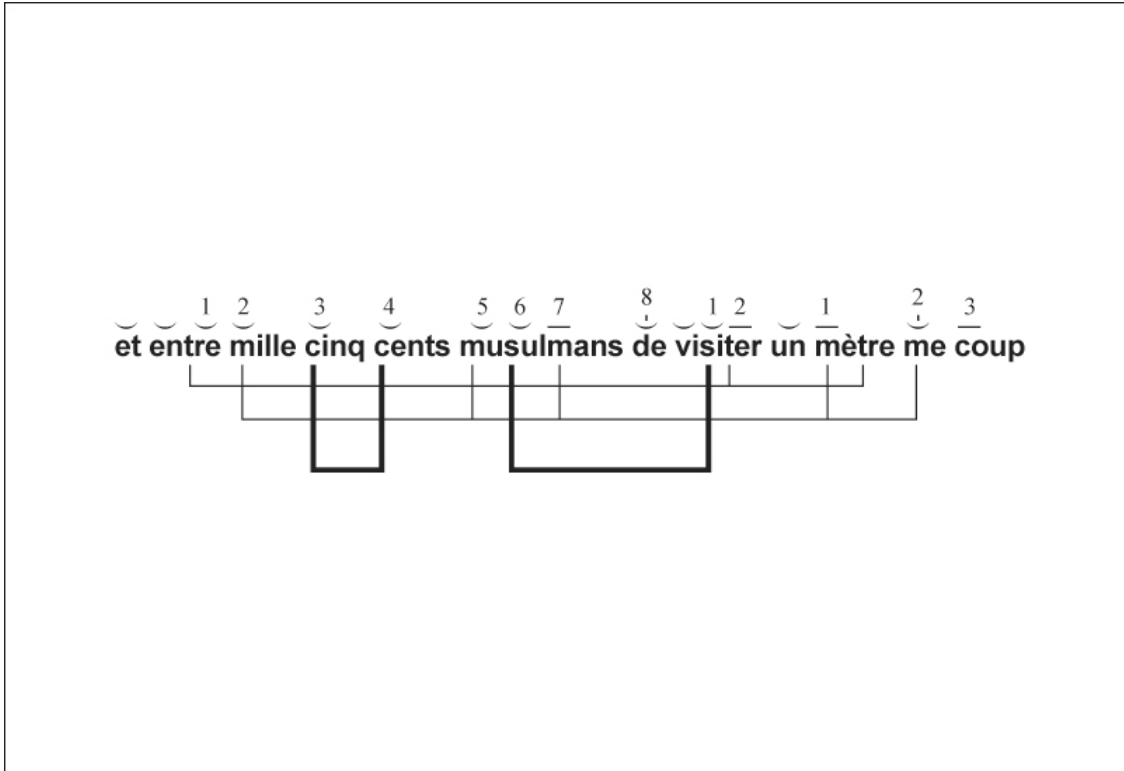 1 2 3 4 5 6 7 8 1 2 1 2 3
et entre mille cinq cents musulmans de visiter un mètre me coup